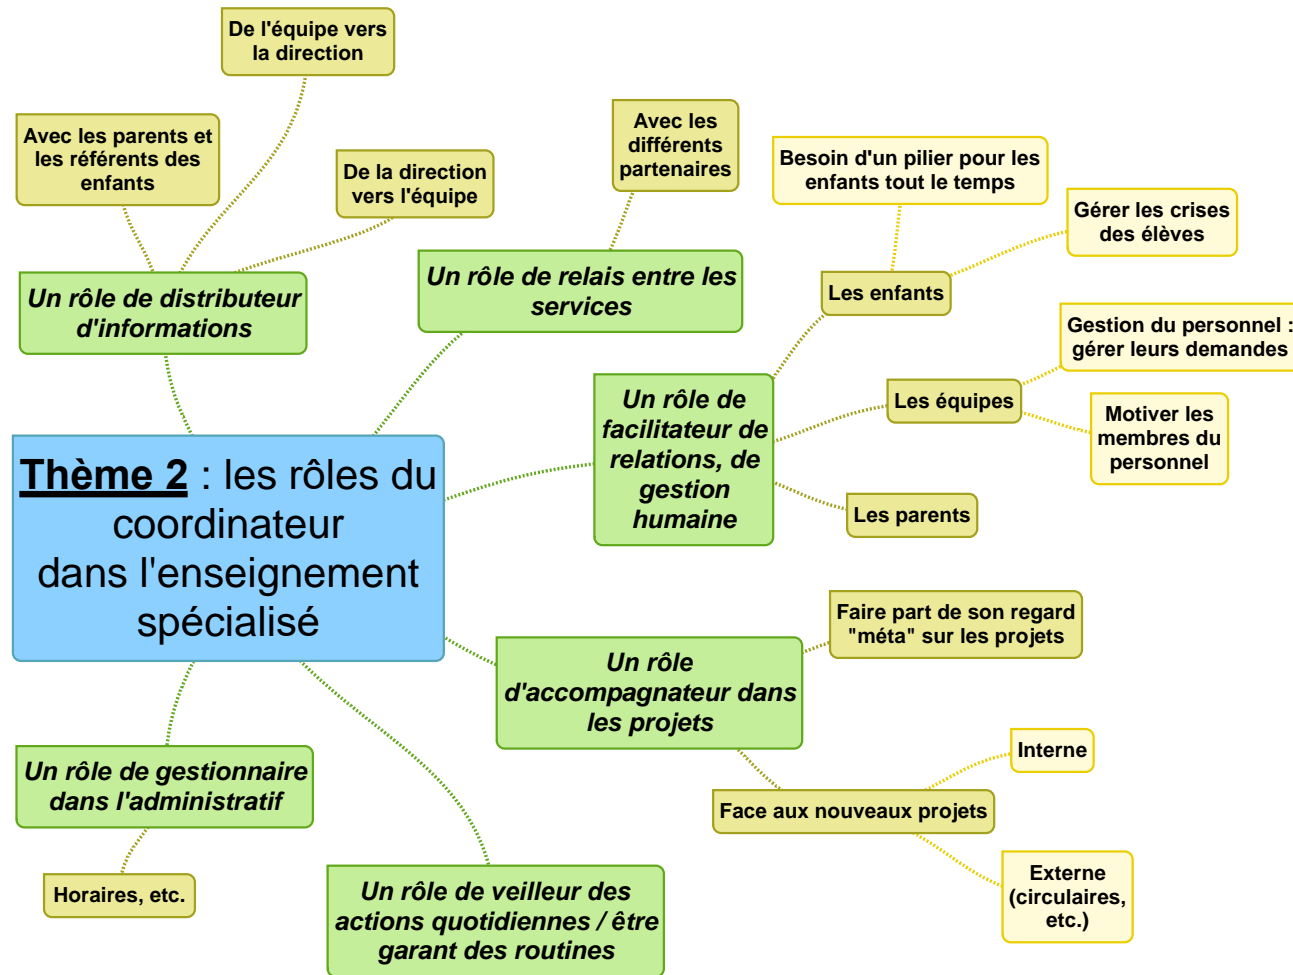 De l'équipe vers
la direction
Avec les parents et
les référents des
enfants
De la direction
vers l'équipe
Un rôle de distributeur
d'informations
Avec les
différents
partenaires
Un rôle de relais entre les
services
Besoin d'un pilier pour les
enfants tout le temps
Gérer les crises
des élèves
Les enfants
Gestion du personnel :
gérer leurs demandes
Les équipes
Motiver les
membres du
personnel
Un rôle de
facilitateur de
relations, de
gestion
humaine
Les parents
Thème 2 : les rôles du
coordinateur
dans l'enseignement
spécialisé
Faire part de son regard
"méta" sur les projets
Un rôle
d'accompagnateur dans
les projets
Interne
Face aux nouveaux projets
Externe
(circulaires,
etc.)
Un rôle de gestionnaire
dans l'administratif
Horaires, etc.
Un rôle de veilleur des
actions quotidiennes / être
garant des routines